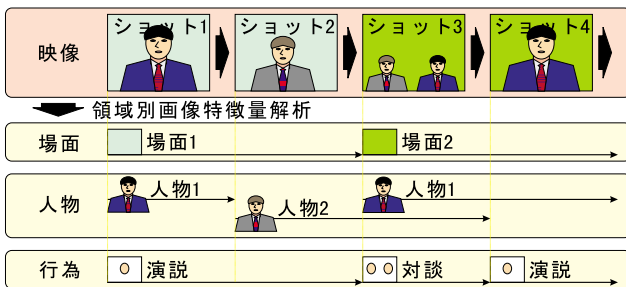 映像
ショット1 ショット2 ショット3 ショット4
領域別画像特徴量解析
場面 場面1 場面2
人物 人物1 人物2 人物1
行為 演説 対談 演説